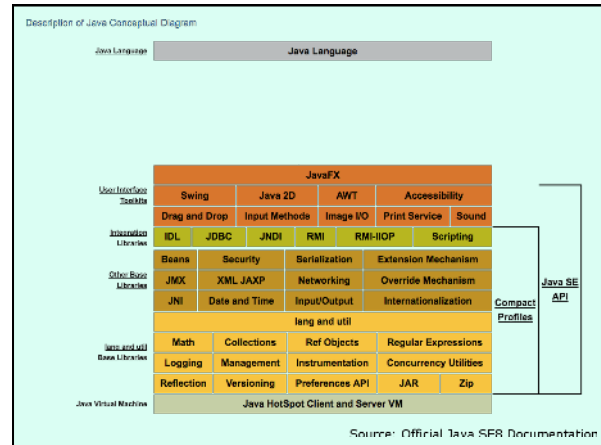 Description of Java Conceptual Diagram
Java Language Java Language
JavaFX
User Interface Toolkits Swing Java 2D AWT Accessibility
Drag and Drop Input Methods Image I/O Print Service Sound
Integration Libraries IDL JDBC JNDI RMI RMI-IIOP Scripting
Beans Security Serialization Extension Mechanism
Other Base Libraries JMX XML JAXP Networking Override Mechanism
JNI Date and Time Input/Output Internationalization
Java SE API
Compact Profiles
lang and util
lang and util Base Libraries Math Collections Ref Objects Regular Expressions
Logging Management Instrumentation Concurrency Utilities
Reflection Versioning Preferences API JAR Zip
Java Virtual Machine Java HotSpot Client and Server VM
Source: Official Java SE8 Documentation